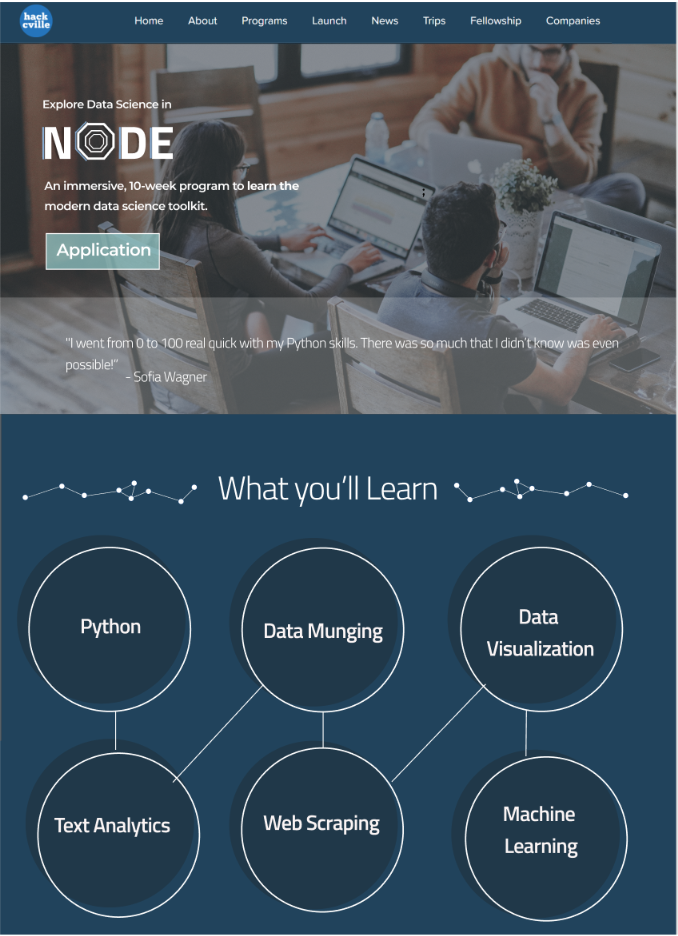 hack
cville
Home About Programs Launch News Trips Fellowship Companies
Explore Data Science in
NODE
An immersive, 10-week program to learn the
modern data science toolkit.
Application
"I went from 0 to 100 real quick with my Python skills. There was so much that I didn't know was even
possible!"
- Sofia Wagner
What you'll Learn
Python
Data Munging
Data
Visualization
Text Analytics
Web Scraping
Machine
Learning